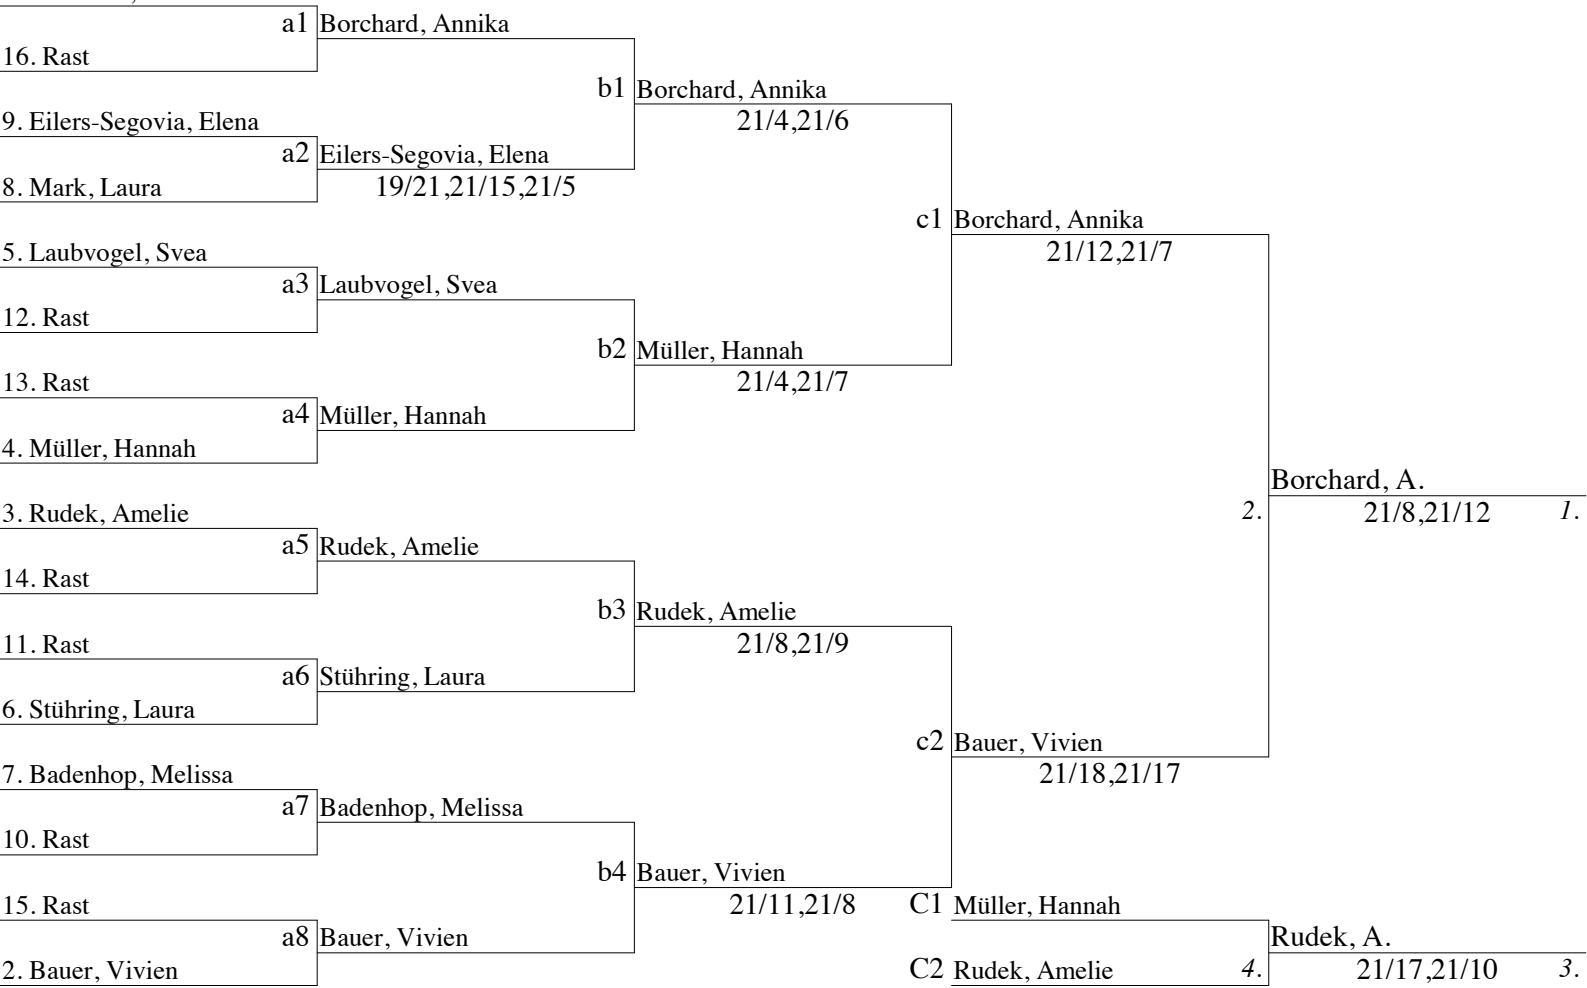 a1 Borchard, Annika
16. Rast
b1 Borchard, Annika
21/4,21/6
9. Eilers-Segovia, Elena
a2 Eilers-Segovia, Elena
19/21,21/15,21/5
8. Mark, Laura
c1 Borchard, Annika
21/12,21/7
5. Laubvogel, Svea
a3 Laubvogel, Svea
12. Rast
b2 Müller, Hannah
21/4,21/7
13. Rast
a4 Müller, Hannah
4. Müller, Hannah
Borchard, A.
2. 21/8,21/12 1.
3. Rudek, Amelie
a5 Rudek, Amelie
14. Rast
b3 Rudek, Amelie
21/8,21/9
11. Rast
a6 Stühring, Laura
6. Stühring, Laura
c2 Bauer, Vivien
21/18,21/17
7. Badenhop, Melissa
a7 Badenhop, Melissa
10. Rast
b4 Bauer, Vivien
21/11,21/8
15. Rast
a8 Bauer, Vivien
2. Bauer, Vivien
C1 Müller, Hannah
Rudek, A.
C2 Rudek, Amelie 4. 21/17,21/10 3.